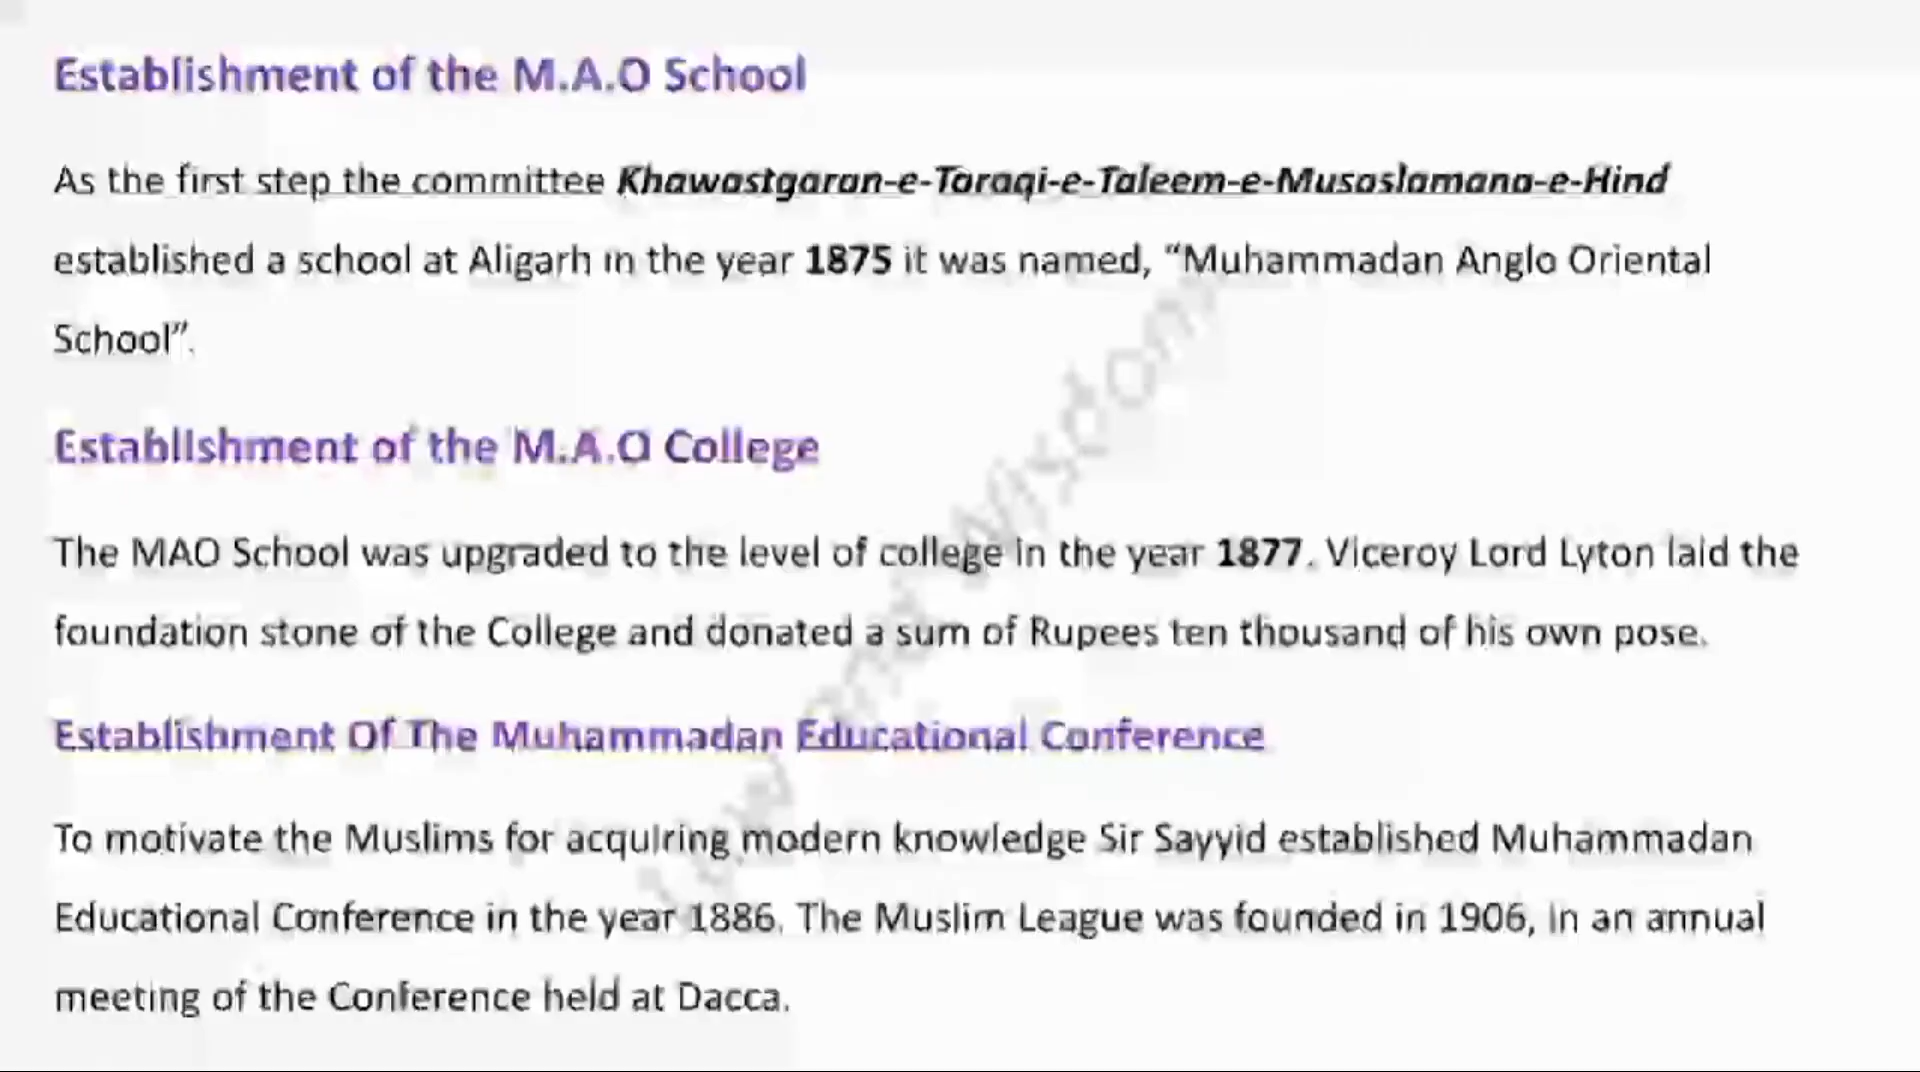 Establishment of the M.A.O School
As the first step the committee Khawastgaran-e-Taraqi-e-Taleem-e-Musaslamana-e-Hind
established a school at Aligarh in the year 1875 it was named, “Muhammadan Anglo Oriental
School”.
Establishment of the M.A.O College
The MAO School was upgraded to the level of college in the year 1877. Viceroy Lord Lyton laid the
foundation stone of the College and donated a sum of Rupees ten thousand of his own pose.
Establishment Of The Muhammadan Educational Conference
To motivate the Muslims for acquiring modern knowledge Sir Sayyid established Muhammadan
Educational Conference in the year 1886. The Muslim League was founded in 1906, in an annual
meeting of the Conference held at Dacca.
Law and Wisdom